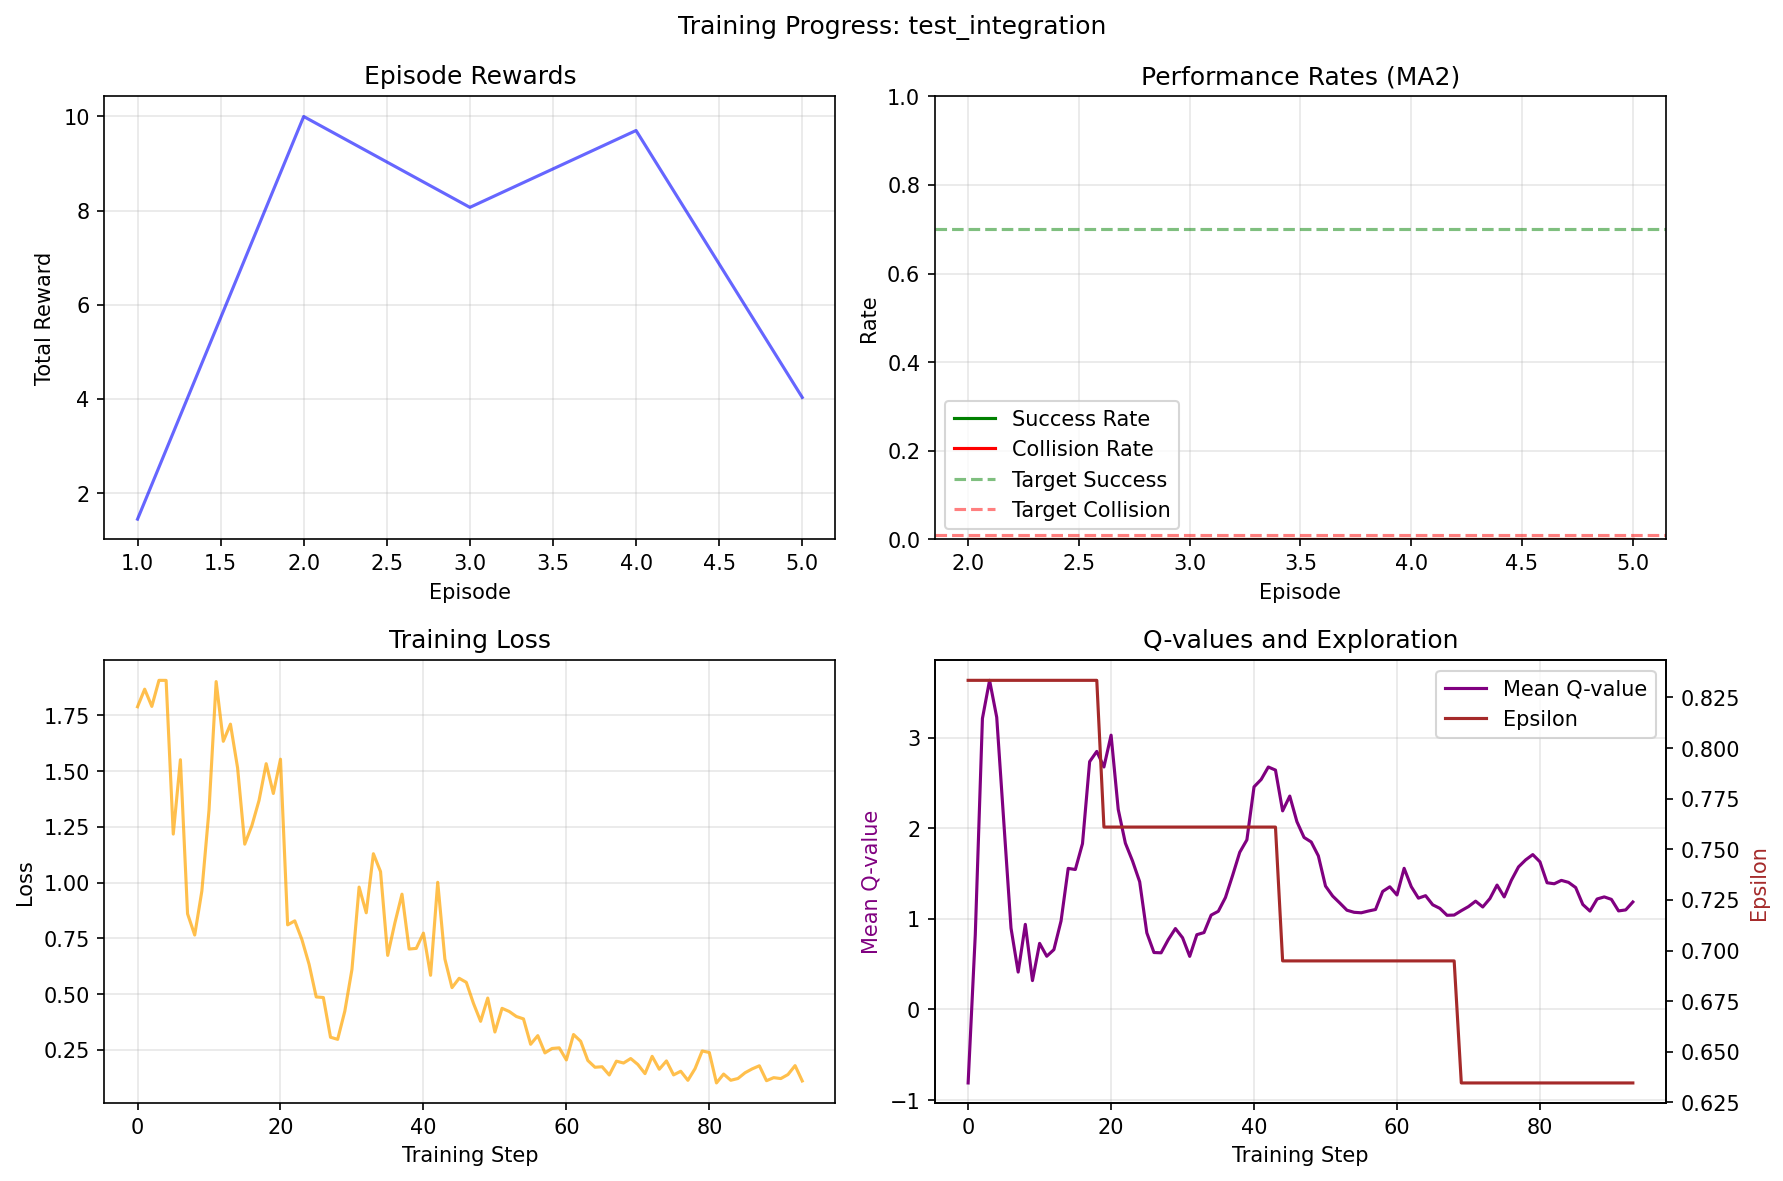 Training Progress: test_integration
Episode Rewards
Total Reward
10
8
6
4
2
1.0 1.5 2.0 2.5 3.0 3.5 4.0 4.5 5.0
Episode
Performance Rates (MA2)
Rate
1.0
0.8
0.6
0.4
0.2
0.0
Success Rate
Collision Rate
Target Success
Target Collision
2.0 2.5 3.0 3.5 4.0 4.5 5.0
Episode
Training Loss
Loss
1.75
1.50
1.25
1.00
0.75
0.50
0.25
0 20 40 60 80
Training Step
Q-values and Exploration
Mean Q-value
3
2
1
0
−1
Mean Q-value
Epsilon
0.825
0.800
0.775
0.750
0.725
0.700
0.675
0.650
0.625
Epsilon
0 20 40 60 80
Training Step